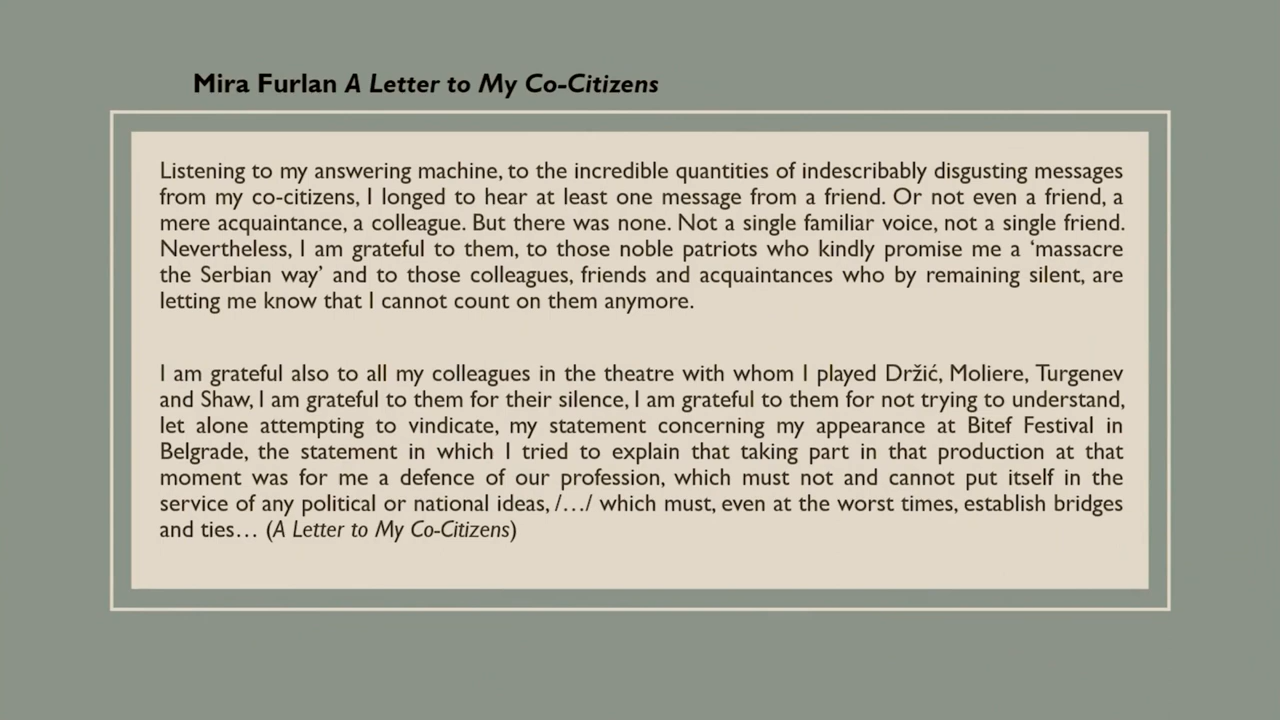 Mira Furlan A Letter to My Co-Citizens
Listening to my answering machine, to the incredible quantities of indescribably disgusting messages
from my co-citizens, I longed to hear at least one message from a friend. Or not even a friend, a
mere acquaintance, a colleague. But there was none. Not a single familiar voice, not a single friend.
Nevertheless, I am grateful to them, to those noble patriots who kindly promise me a ‘massacre
the Serbian way’ and to those colleagues, friends and acquaintances who by remaining silent, are
letting me know that I cannot count on them anymore.
I am grateful also to all my colleagues in the theatre with whom I played Držić, Moliere, Turgenev
and Shaw, I am grateful to them for their silence, I am grateful to them for not trying to understand,
let alone attempting to vindicate, my statement concerning my appearance at Bitef Festival in
Belgrade, the statement in which I tried to explain that taking part in that production at that
moment was for me a defence of our profession, which must not and cannot put itself in the
service of any political or national ideas, /…/ which must, even at the worst times, establish bridges
and ties… (A Letter to My Co-Citizens)